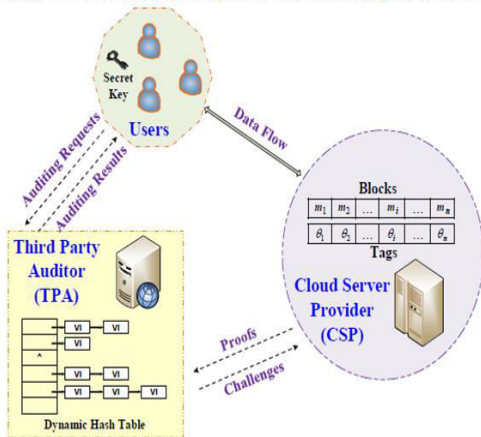 Secret
Key
Users
Auditing Requests
Auditing Results
Data Flow
Blocks
m₁ m₂ ... mᵢ ... mₙ
θ₁ θ₂ ... θᵢ ... θₙ
Tags
Cloud Server
Provider
(CSP)
Third Party
Auditor
(TPA)
VI VI
VI
^
VI VI
VI VI VI
Dynamic Hash Table
Proofs
Challenges